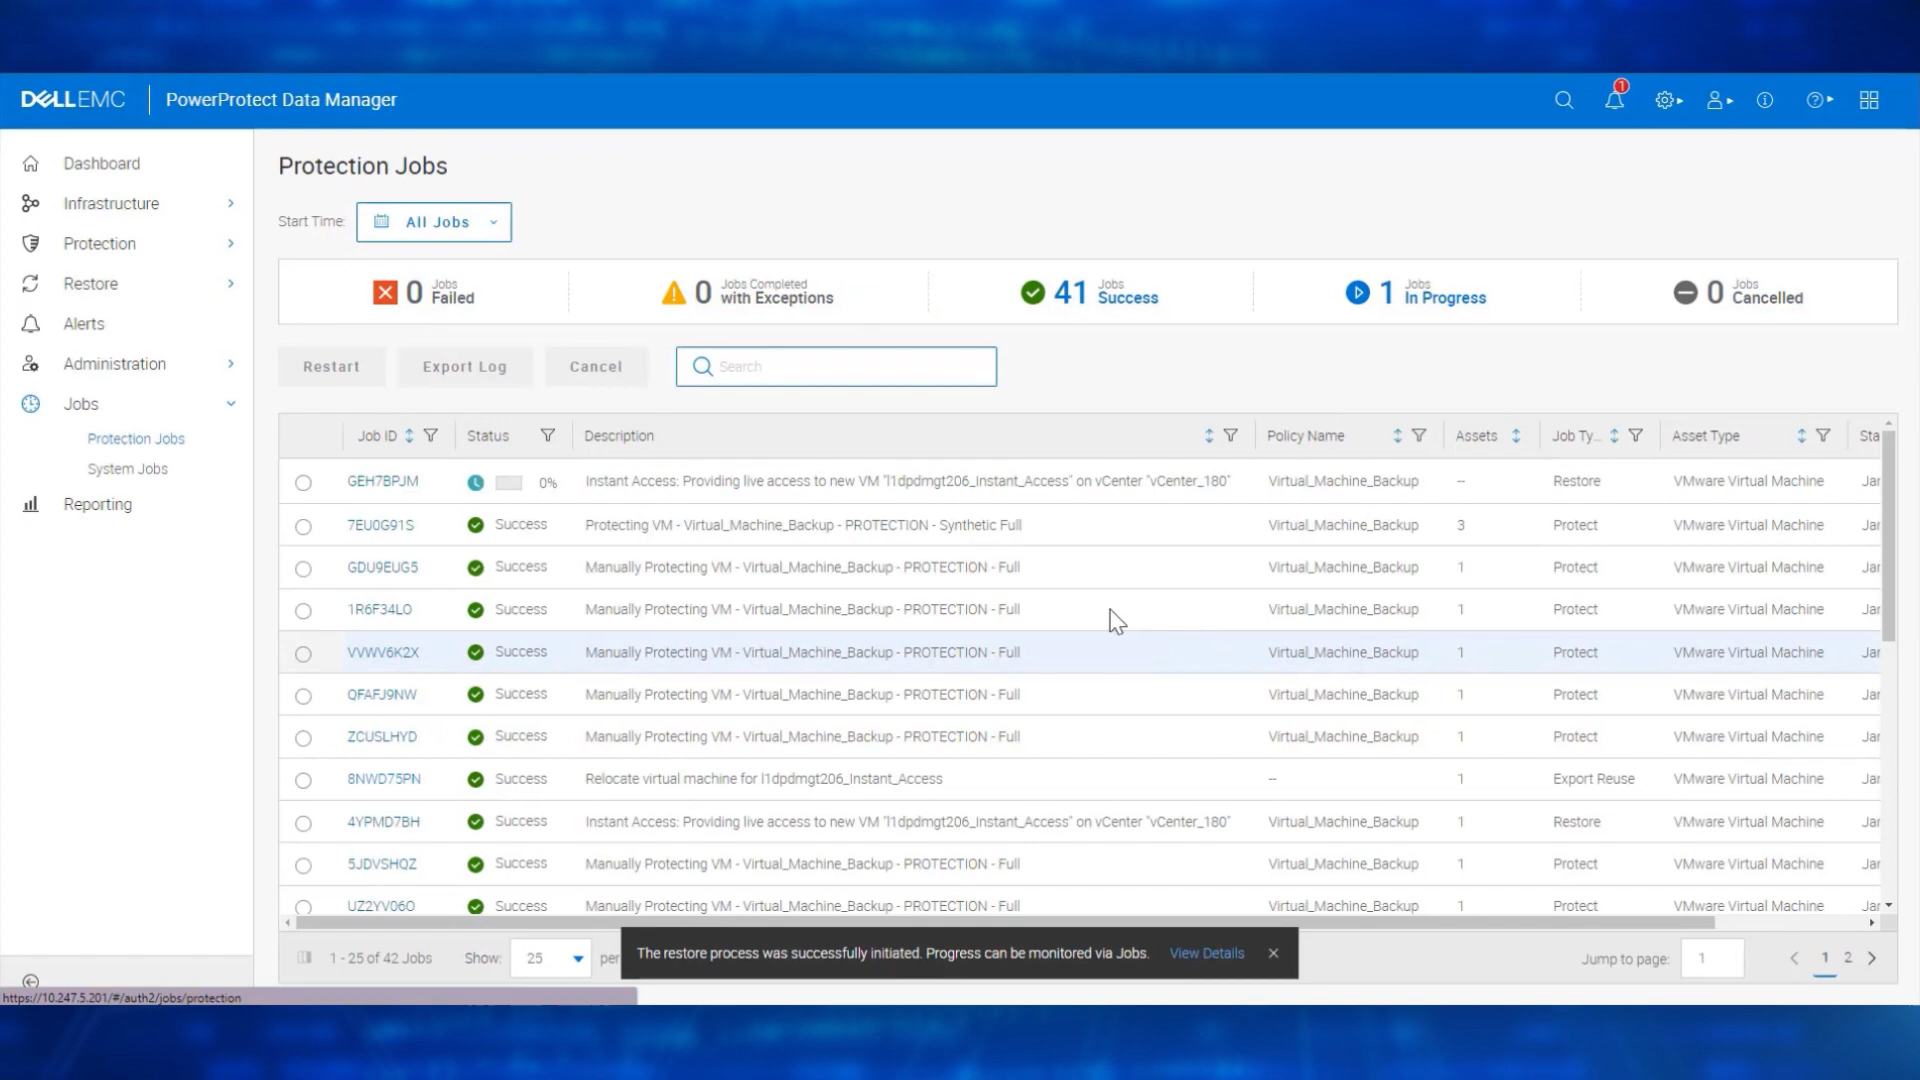 DELLEMC PowerProtect Data Manager 1
Dashboard
Infrastructure
Protection
Restore
Alerts
Administration
Jobs
Protection Jobs
System Jobs
Reporting
Protection Jobs
Start Time: All Jobs
0 Jobs Failed
0 Jobs Completed with Exceptions
41 Jobs Success
1 Jobs In Progress
0 Jobs Cancelled
Restart Export Log Cancel Search
Job ID Status Description Policy Name Assets Job Ty... Asset Type Sta
GEH7BPJM 0% Instant Access: Providing live access to new VM "l1dpdmgt206_Instant_Access" on vCenter "vCenter_180" Virtual_Machine_Backup -- Restore VMware Virtual Machine Jar
7EU0G91S Success Protecting VM - Virtual_Machine_Backup - PROTECTION - Synthetic Full Virtual_Machine_Backup 3 Protect VMware Virtual Machine Jar
GDU9EUG5 Success Manually Protecting VM - Virtual_Machine_Backup - PROTECTION - Full Virtual_Machine_Backup 1 Protect VMware Virtual Machine Jar
1R6F34LO Success Manually Protecting VM - Virtual_Machine_Backup - PROTECTION - Full Virtual_Machine_Backup 1 Protect VMware Virtual Machine Jar
VVWV6K2X Success Manually Protecting VM - Virtual_Machine_Backup - PROTECTION - Full Virtual_Machine_Backup 1 Protect VMware Virtual Machine Jar
QFAFJ9NW Success Manually Protecting VM - Virtual_Machine_Backup - PROTECTION - Full Virtual_Machine_Backup 1 Protect VMware Virtual Machine Jar
ZCUSLHYD Success Manually Protecting VM - Virtual_Machine_Backup - PROTECTION - Full Virtual_Machine_Backup 1 Protect VMware Virtual Machine Jar
8NWD75PN Success Relocate virtual machine for l1dpdmgt206_Instant_Access -- 1 Export Reuse VMware Virtual Machine Jar
4YPMD7BH Success Instant Access: Providing live access to new VM "l1dpdmgt206_Instant_Access" on vCenter "vCenter_180" Virtual_Machine_Backup 1 Restore VMware Virtual Machine Jar
5JDVSHQZ Success Manually Protecting VM - Virtual_Machine_Backup - PROTECTION - Full Virtual_Machine_Backup 1 Protect VMware Virtual Machine Jar
UZ2YV06O Success Manually Protecting VM - Virtual_Machine_Backup - PROTECTION - Full Virtual_Machine_Backup 1 Protect VMware Virtual Machine Jar
1 - 25 of 42 Jobs Show: 25 per Jump to page: 1 1 2
The restore process was successfully initiated. Progress can be monitored via Jobs. View Details
https://10.247.5.201/#/auth2/jobs/protection